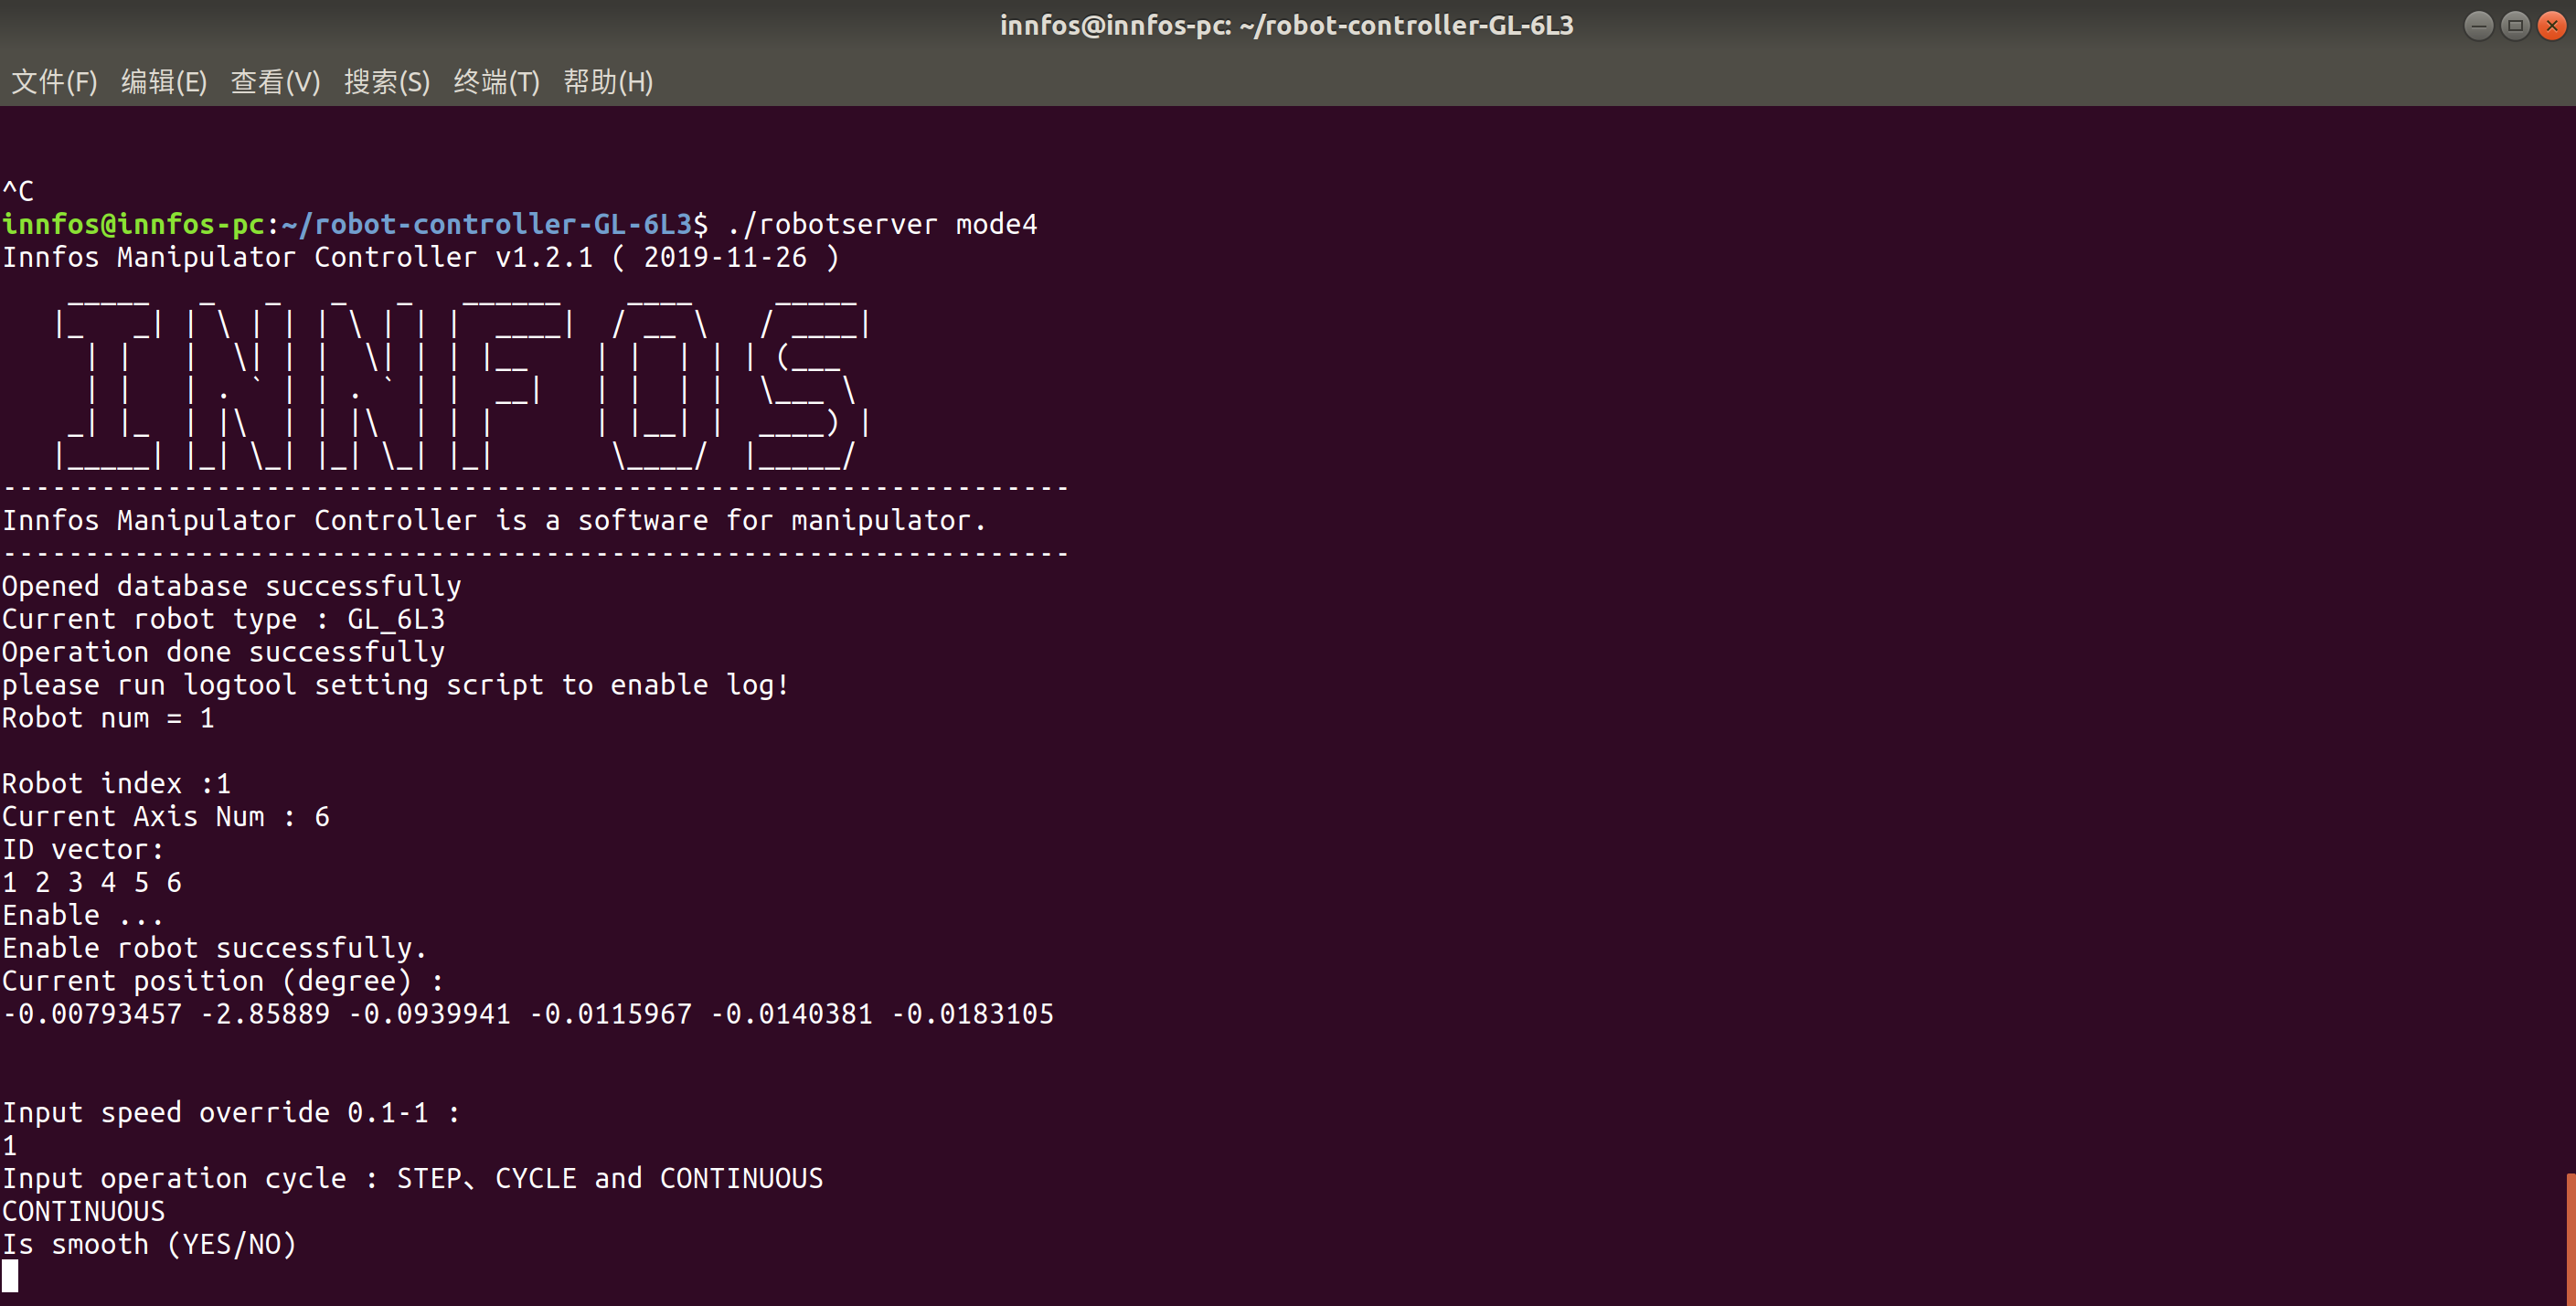 innfos@innfos-pc: ~/robot-controller-GL-6L3
文件(F) 编辑(E) 查看(V) 搜索(S) 终端(T) 帮助(H)
^C
innfos@innfos-pc:~/robot-controller-GL-6L3$ ./robotserver mode4
Innfos Manipulator Controller v1.2.1 ( 2019-11-26 )
INNFOS
-----------------------------------------------------------------
Innfos Manipulator Controller is a software for manipulator.
-----------------------------------------------------------------
Opened database successfully
Current robot type : GL_6L3
Operation done successfully
please run logtool setting script to enable log!
Robot num = 1
Robot index :1
Current Axis Num : 6
ID vector:
1 2 3 4 5 6
Enable ...
Enable robot successfully.
Current position (degree) :
-0.00793457 -2.85889 -0.0939941 -0.0115967 -0.0140381 -0.0183105
Input speed override 0.1-1 :
1
Input operation cycle : STEP、CYCLE and CONTINUOUS
CONTINUOUS
Is smooth (YES/NO)